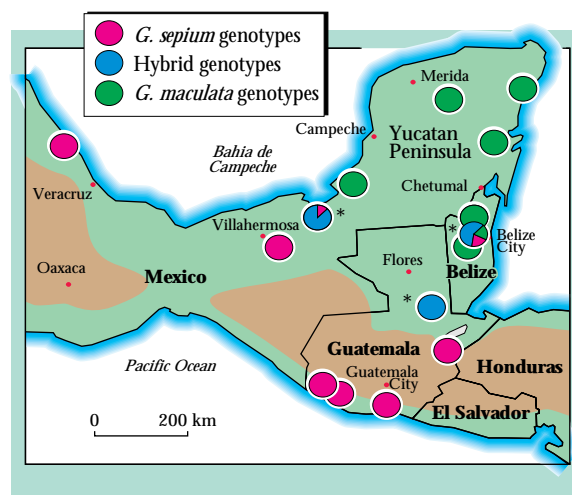 G. sepium genotypes
Hybrid genotypes
G. maculata genotypes
Merida
Campeche
Yucatan
Peninsula
Bahia de
Campeche
Chetumal
Veracruz
Villahermosa
*
*
Belize
City
Oaxaca
Mexico
Flores
Belize
*
Pacific Ocean
Guatemala
Guatemala
City
Honduras
El Salvador
0 200 km